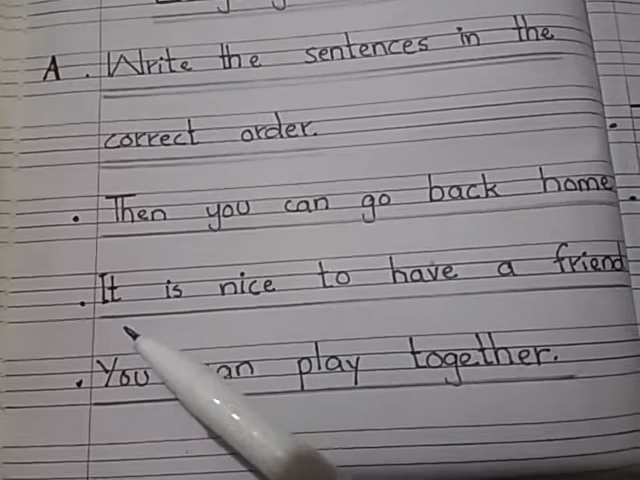 A. Write the sentences in the
correct order.
. Then you can go back home
. It is nice to have a friend
. You can play together.